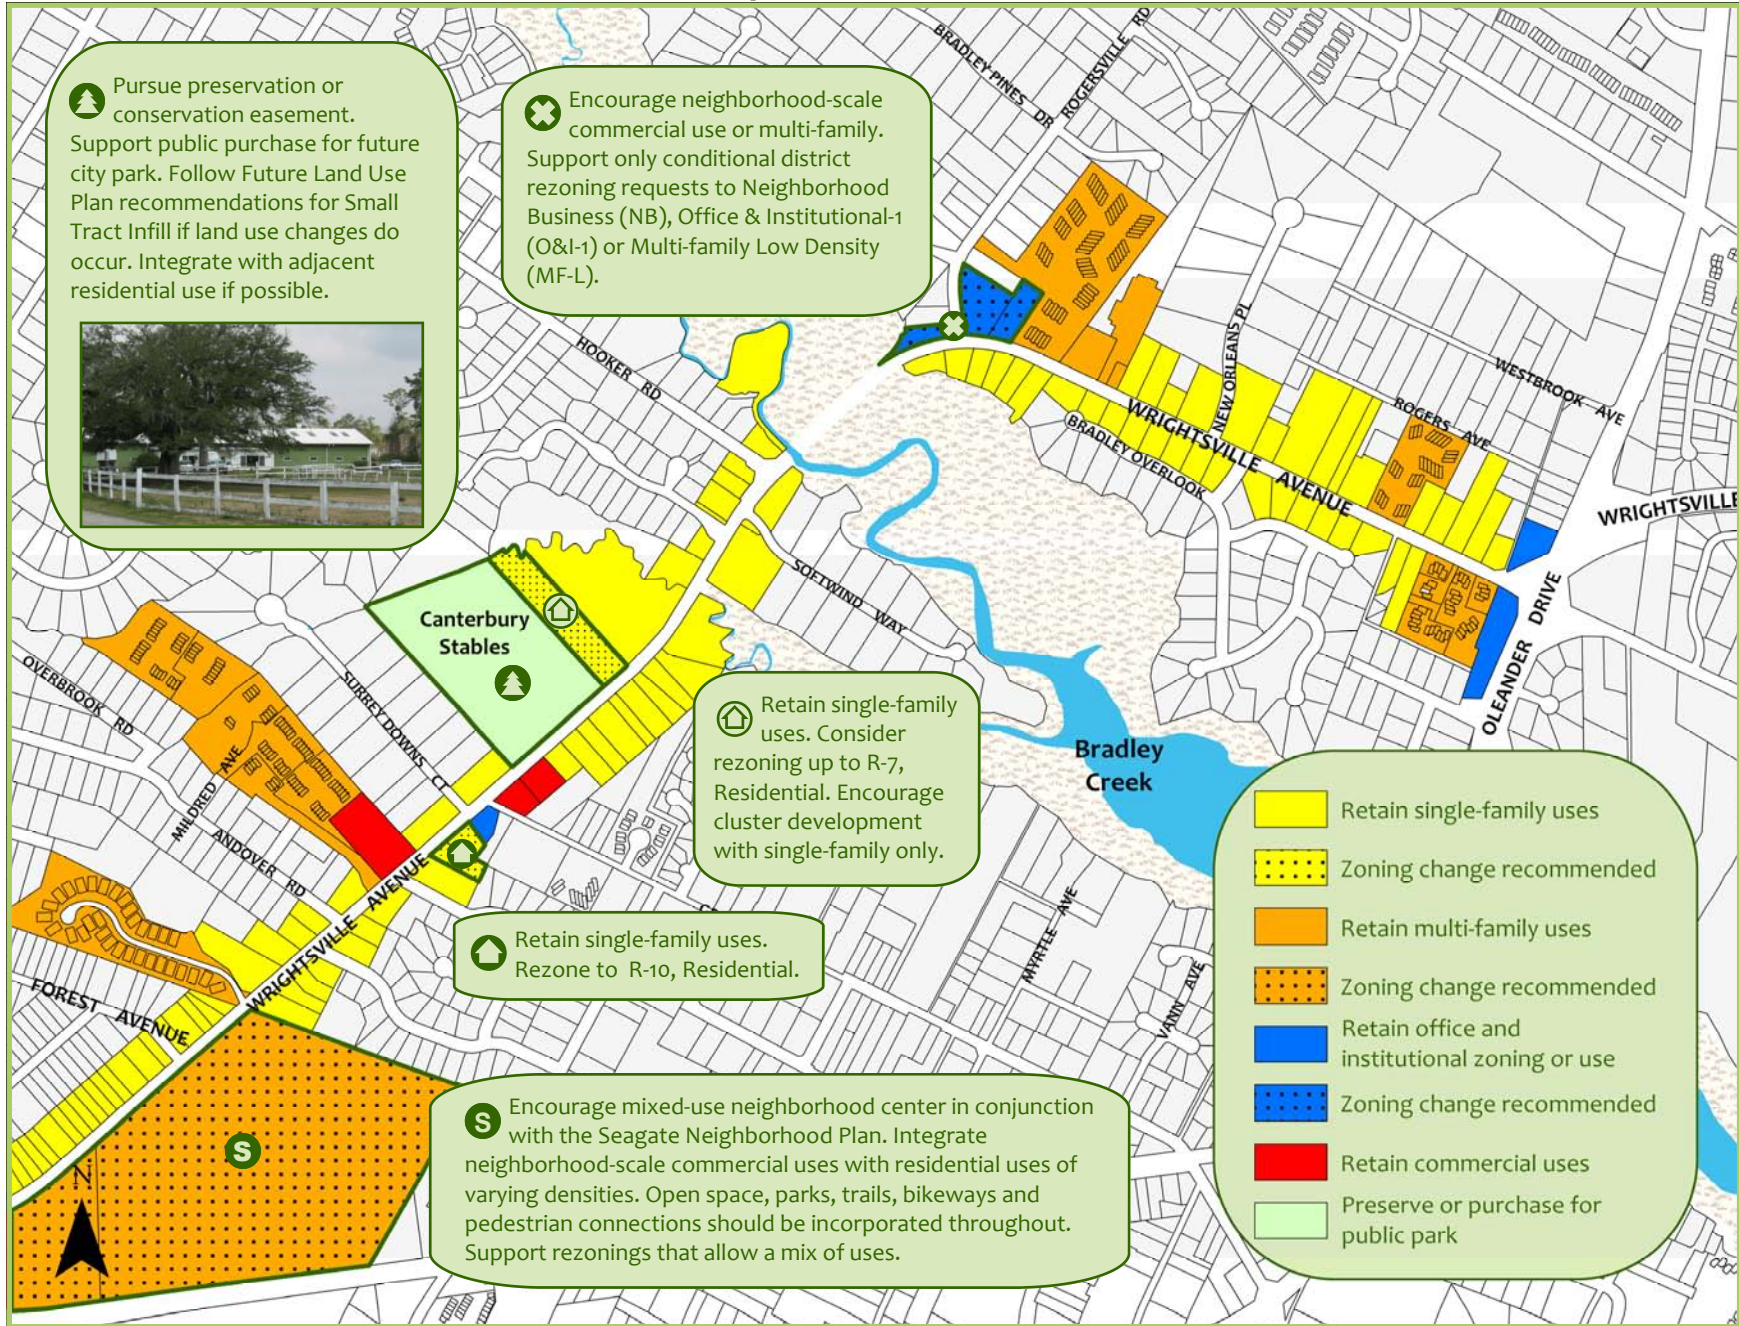 Pursue preservation or
conservation easement.
Support public purchase for future
city park. Follow Future Land Use
Plan recommendations for Small
Tract Infill if land use changes do
occur. Integrate with adjacent
residential use if possible.
Encourage neighborhood-scale
commercial use or multi-family.
Support only conditional district
rezoning requests to Neighborhood
Business (NB), Office & Institutional-1
(O&I-1) or Multi-family Low Density
(MF-L).
BRADLEY PINES DR
ROGERSVILLE RD
HOOKER RD
NEW ORLEANS PL
WESTBROOK AVE
ROGERS AVE
WRIGHTSVILLE AVENUE
BRADLEY OVERLOOK
WRIGHTSVILLE
SOFTWIND WAY
OLEANDER DRIVE
Canterbury
Stables
SURREY DOWNS CT
OVERBROOK RD
MILDRED AVE
ANDOVER RD
WRIGHTSVILLE AVENUE
FOREST AVENUE
Retain single-family
uses. Consider
rezoning up to R-7,
Residential. Encourage
cluster development
with single-family only.
Bradley
Creek
Retain single-family uses.
Rezone to R-10, Residential.
MYRTLE AVE
VANN AVE
S
N
S Encourage mixed-use neighborhood center in conjunction
with the Seagate Neighborhood Plan. Integrate
neighborhood-scale commercial uses with residential uses of
varying densities. Open space, parks, trails, bikeways and
pedestrian connections should be incorporated throughout.
Support rezonings that allow a mix of uses.
Retain single-family uses
Zoning change recommended
Retain multi-family uses
Zoning change recommended
Retain office and
institutional zoning or use
Zoning change recommended
Retain commercial uses
Preserve or purchase for
public park